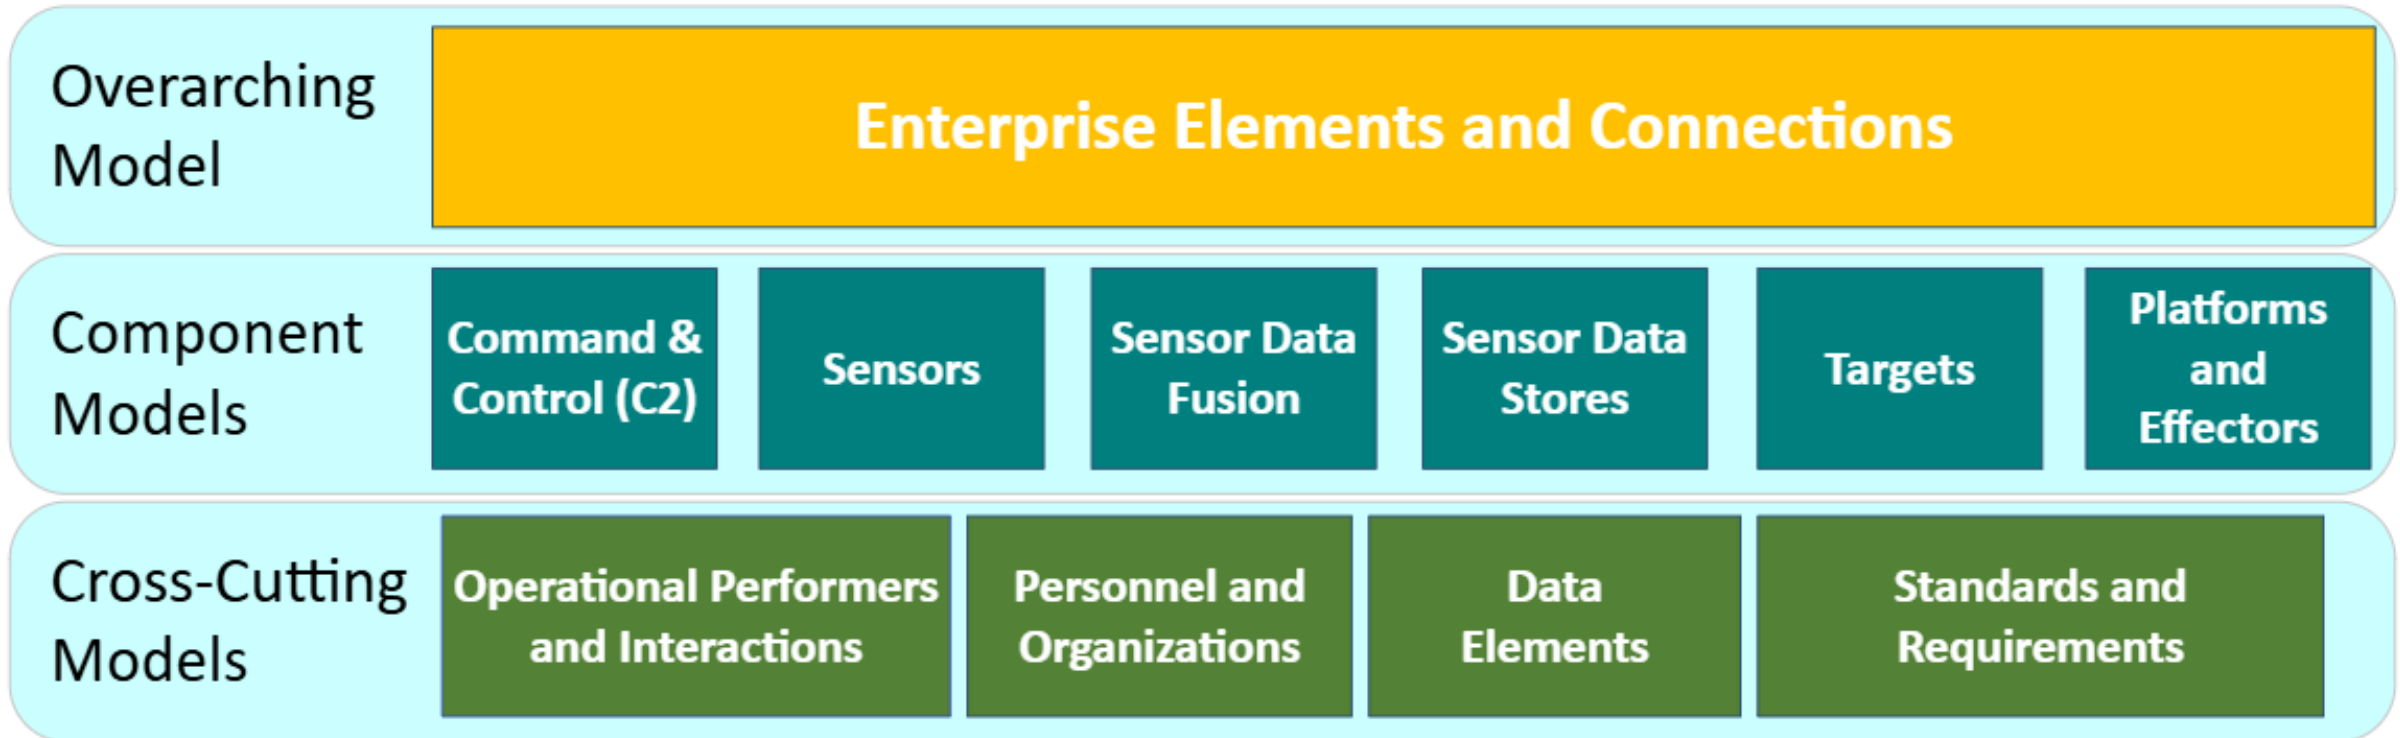 Overarching
Model
Enterprise Elements and Connections
Component
Models
Command &
Control (C2)
Sensors
Sensor Data
Fusion
Sensor Data
Stores
Targets
Platforms
and
Effectors
Cross-Cutting
Models
Operational Performers
and Interactions
Personnel and
Organizations
Data
Elements
Standards and
Requirements